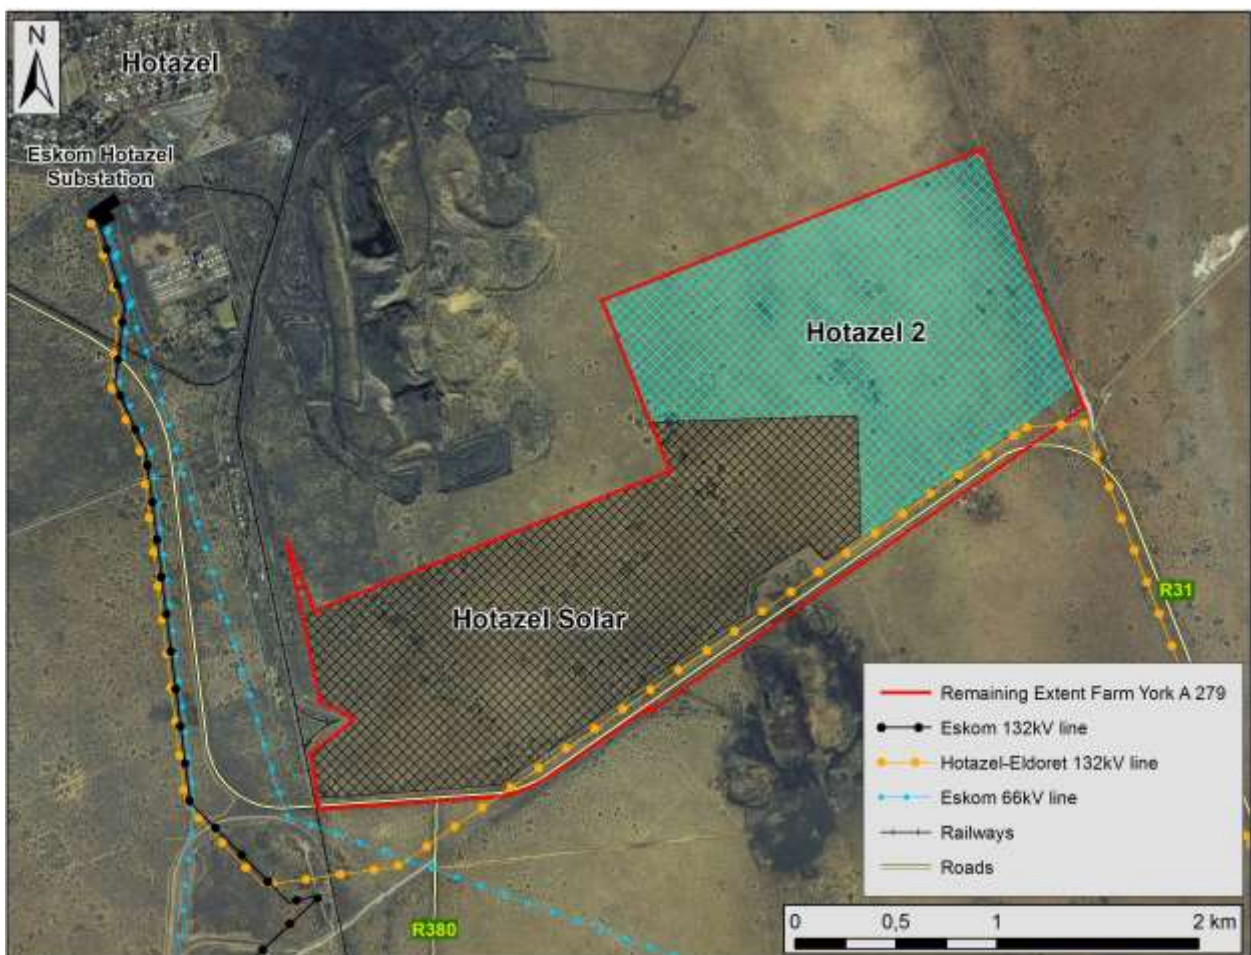 N
Hotazel
Eskom Hotazel
Substation
Hotazel 2
Hotazel Solar
R31
R380
Remaining Extent Farm York A 279
Eskom 132kV line
Hotazel-Eldoret 132kV line
Eskom 66kV line
Railways
Roads
0 0,5 1 2 km